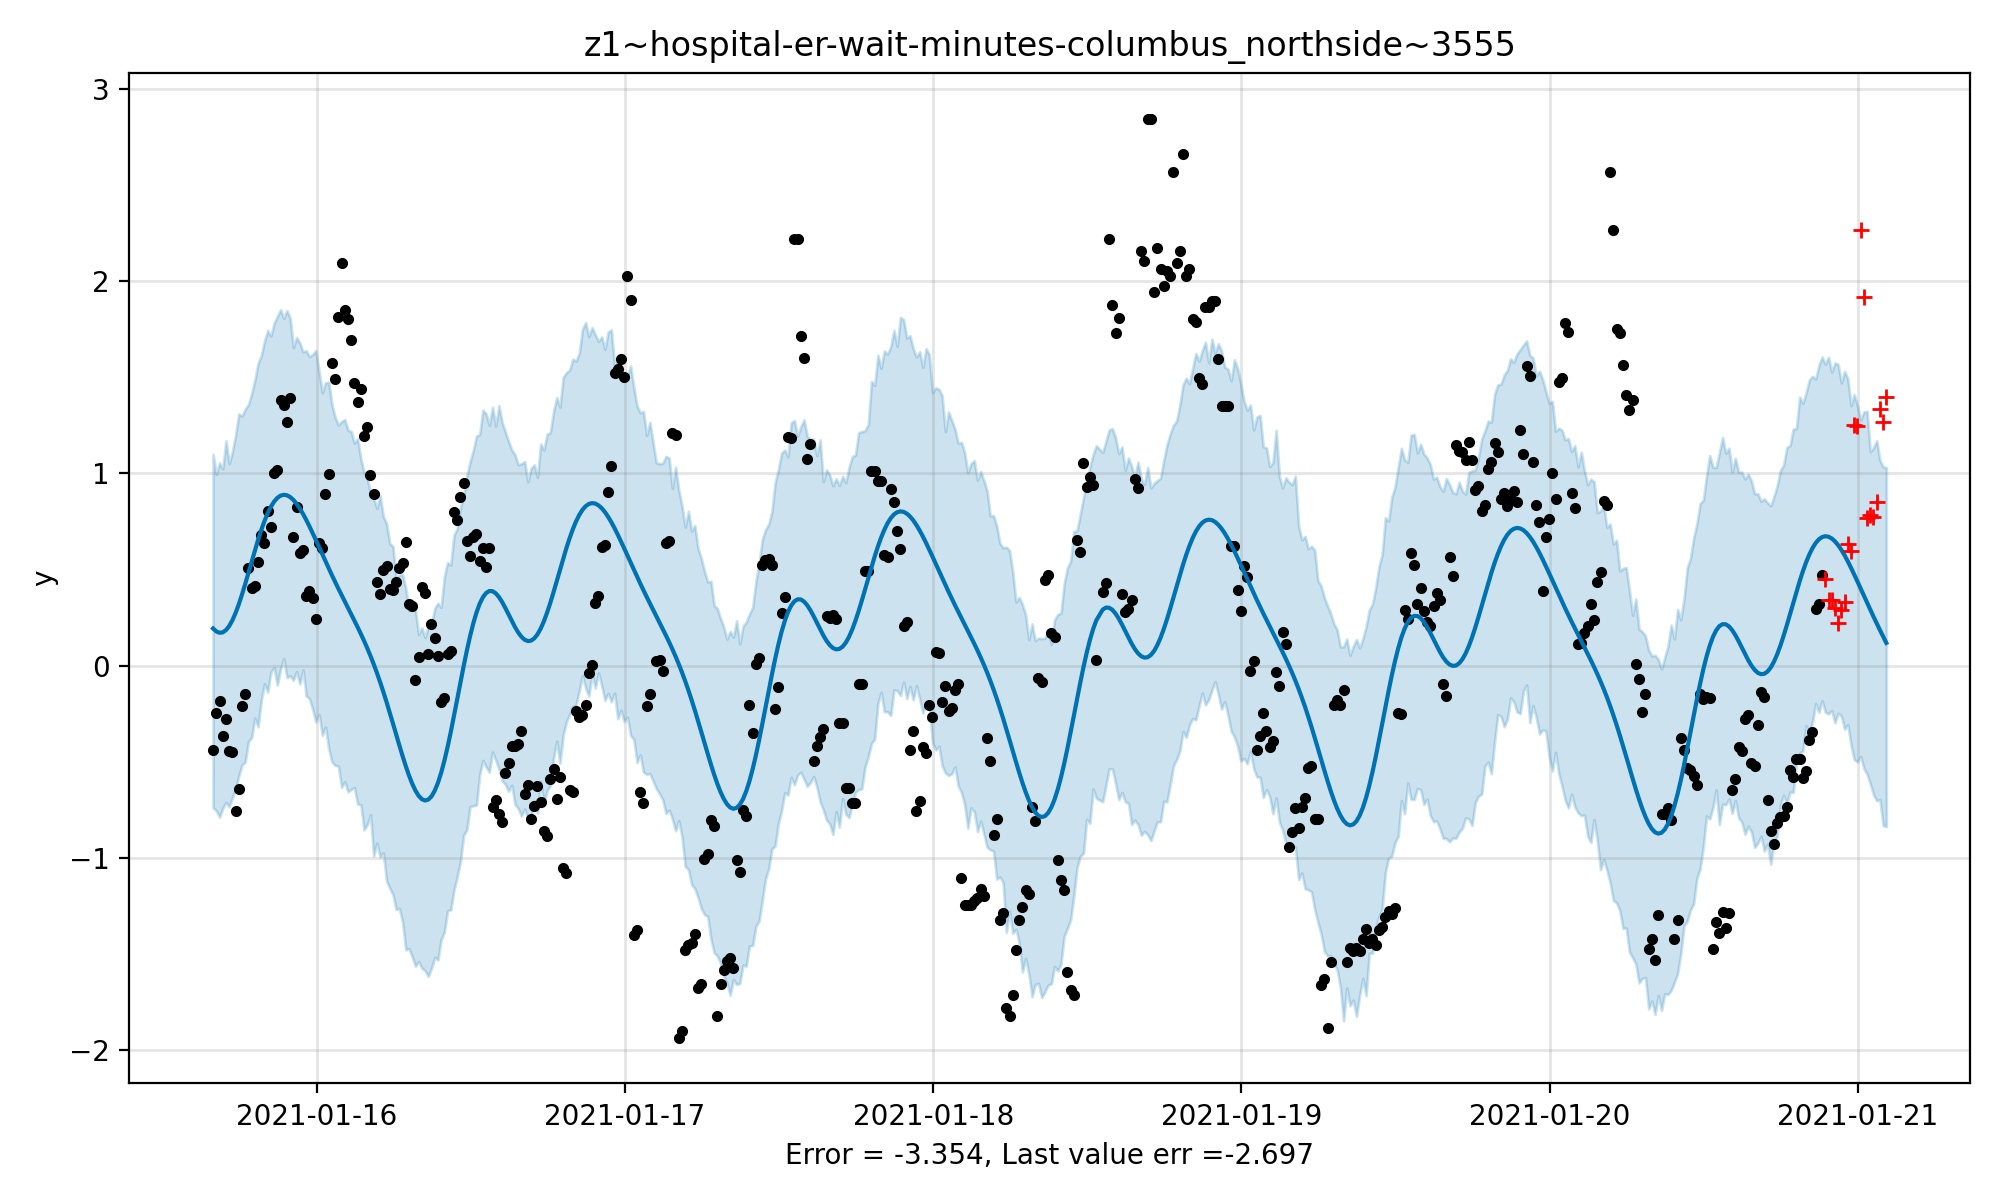 z1~hospital-er-wait-minutes-columbus_northside~3555
3
2
1
0
−1
−2
y
2021-01-16 2021-01-17 2021-01-18 2021-01-19 2021-01-20 2021-01-21
Error = -3.354, Last value err =-2.697